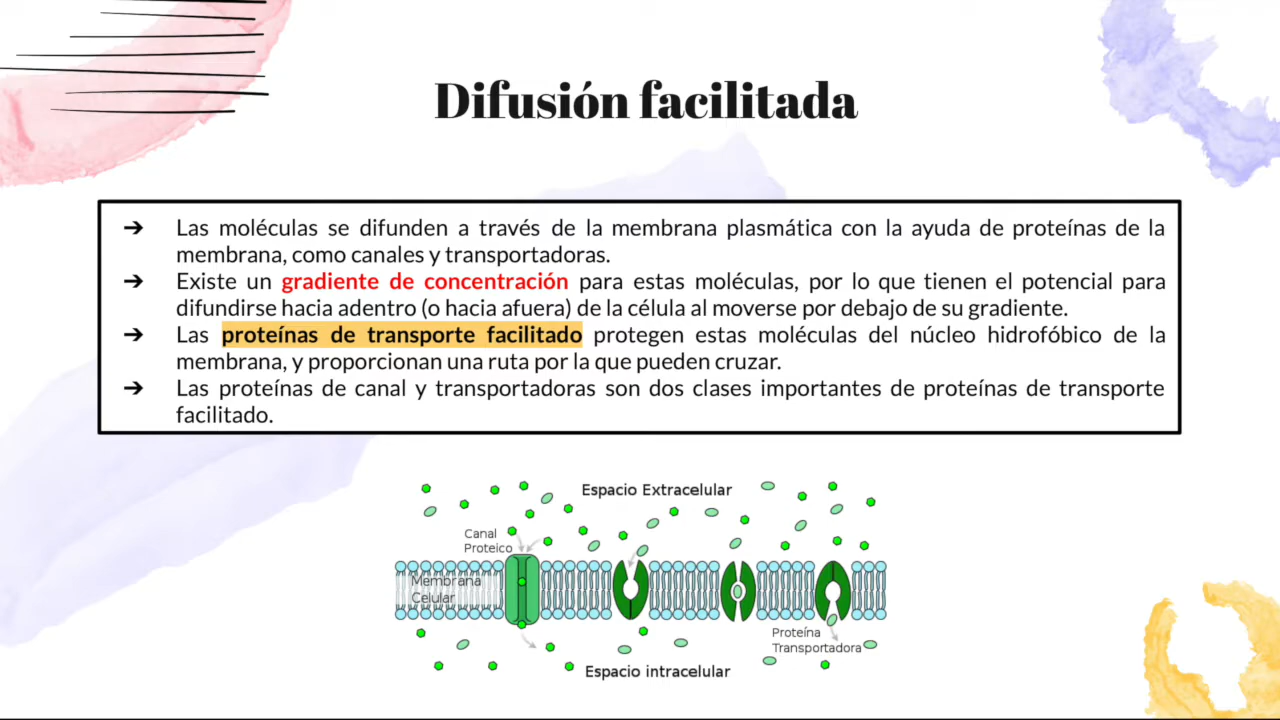 Difusión facilitada
➔ Las moléculas se difunden a través de la membrana plasmática con la ayuda de proteínas de la
membrana, como canales y transportadoras.
➔ Existe un gradiente de concentración para estas moléculas, por lo que tienen el potencial para
difundirse hacia adentro (o hacia afuera) de la célula al moverse por debajo de su gradiente.
➔ Las proteínas de transporte facilitado protegen estas moléculas del núcleo hidrofóbico de la
membrana, y proporcionan una ruta por la que pueden cruzar.
➔ Las proteínas de canal y transportadoras son dos clases importantes de proteínas de transporte
facilitado.
Espacio Extracelular
Canal
Proteico
Membrana
Celular
Proteína
Transportadora
Espacio intracelular